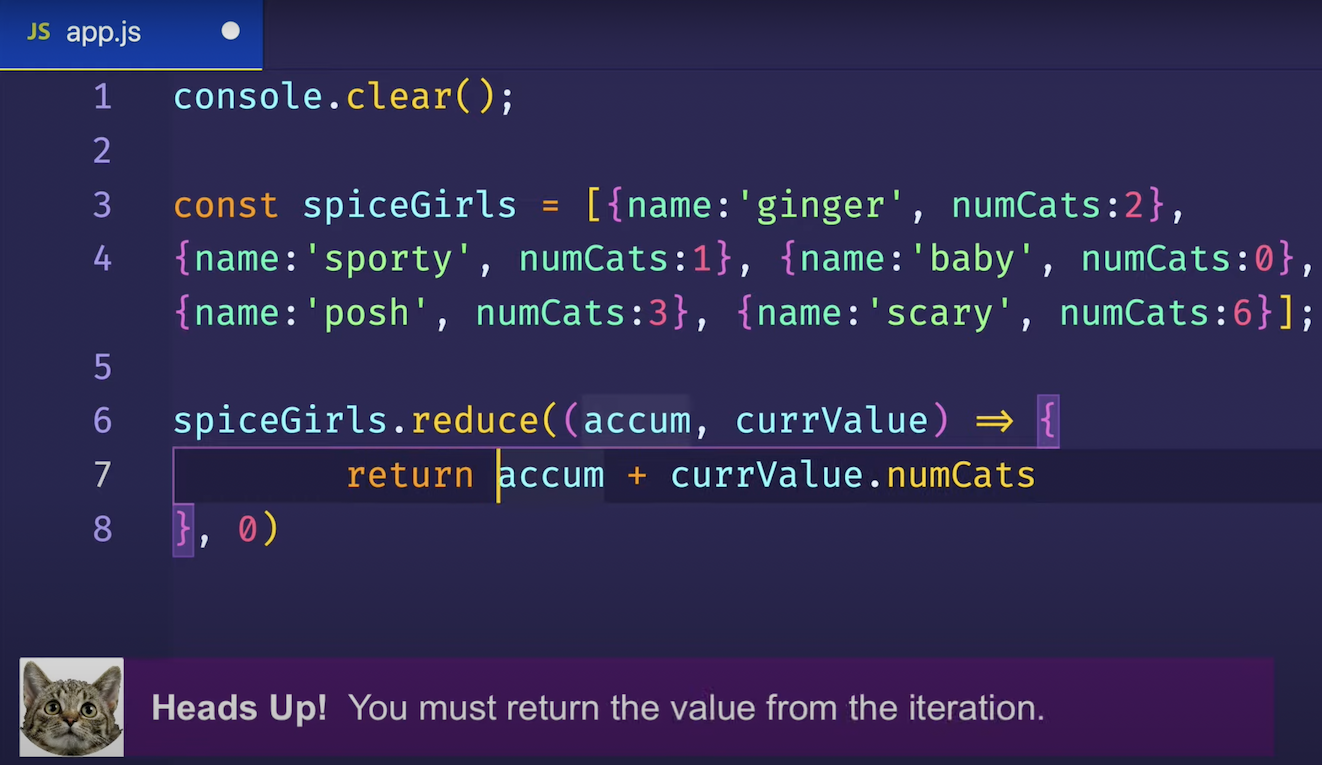 JS app.js
1 console.clear();
2
3 const spiceGirls = [{name:'ginger', numCats:2},
4 {name:'sporty', numCats:1}, {name:'baby', numCats:0},
{name:'posh', numCats:3}, {name:'scary', numCats:6}];
5
6 spiceGirls.reduce((accum, currValue) => {
7 return accum + currValue.numCats
8 }, 0)
Heads Up! You must return the value from the iteration.